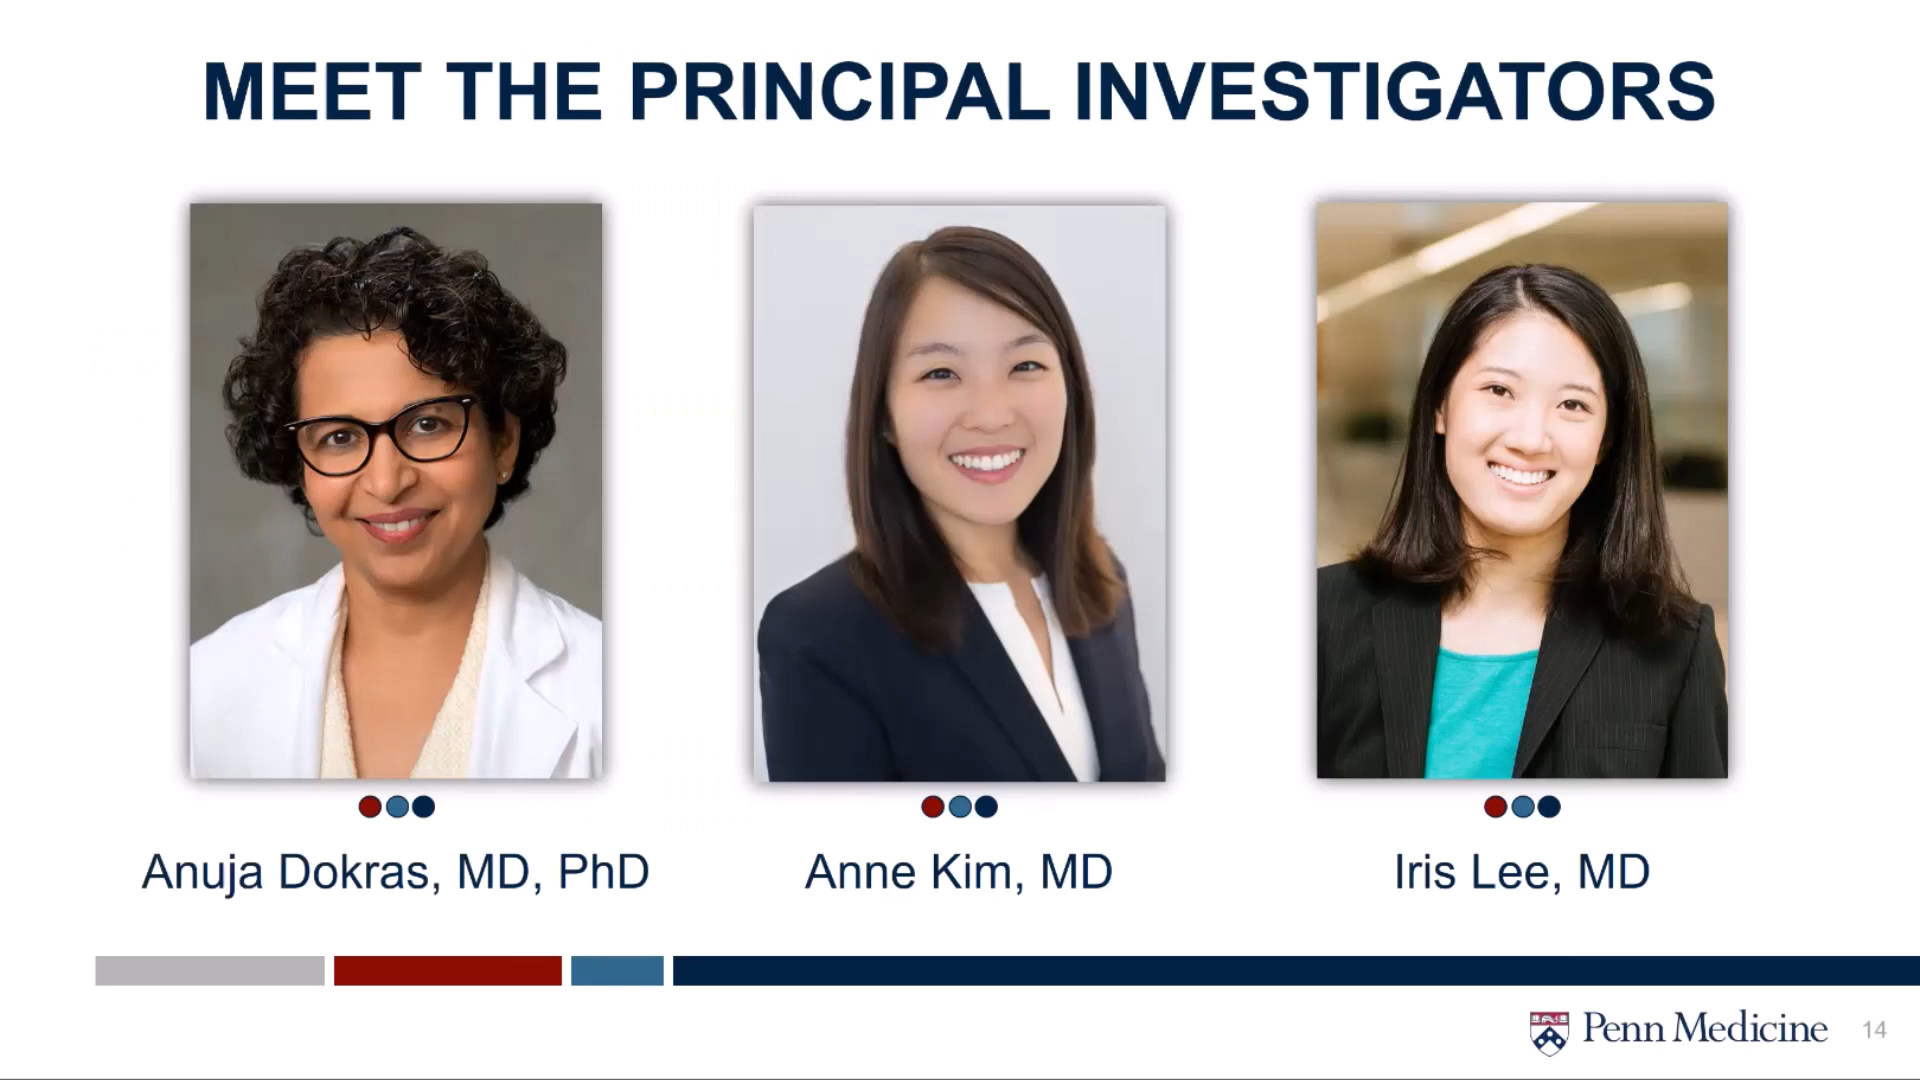 MEET THE PRINCIPAL INVESTIGATORS
Anuja Dokras, MD, PhD
Anne Kim, MD
Iris Lee, MD
Penn Medicine
14